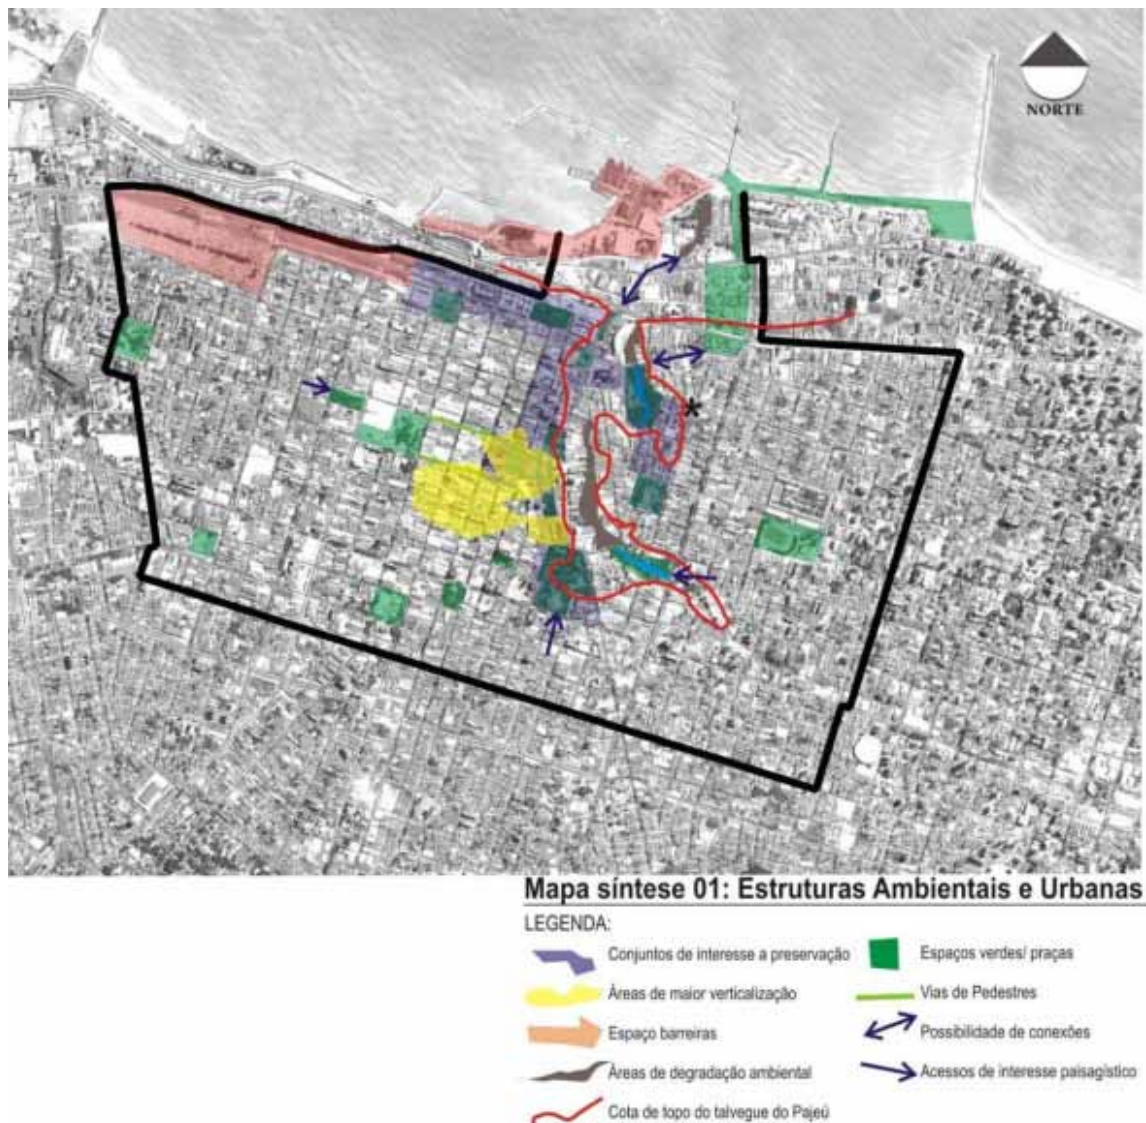 NORTE
Mapa síntese 01: Estruturas Ambientais e Urbanas
LEGENDA:
Conjuntos de interesse a preservação
Àreas de maior verticalização
Espaço barreiras
Àreas de degradação ambiental
Cota de topo do talvegue do Pajeú
Espaços verdes/ praças
Vias de Pedestres
Possibilidade de conexões
Acessos de interesse paisagístico